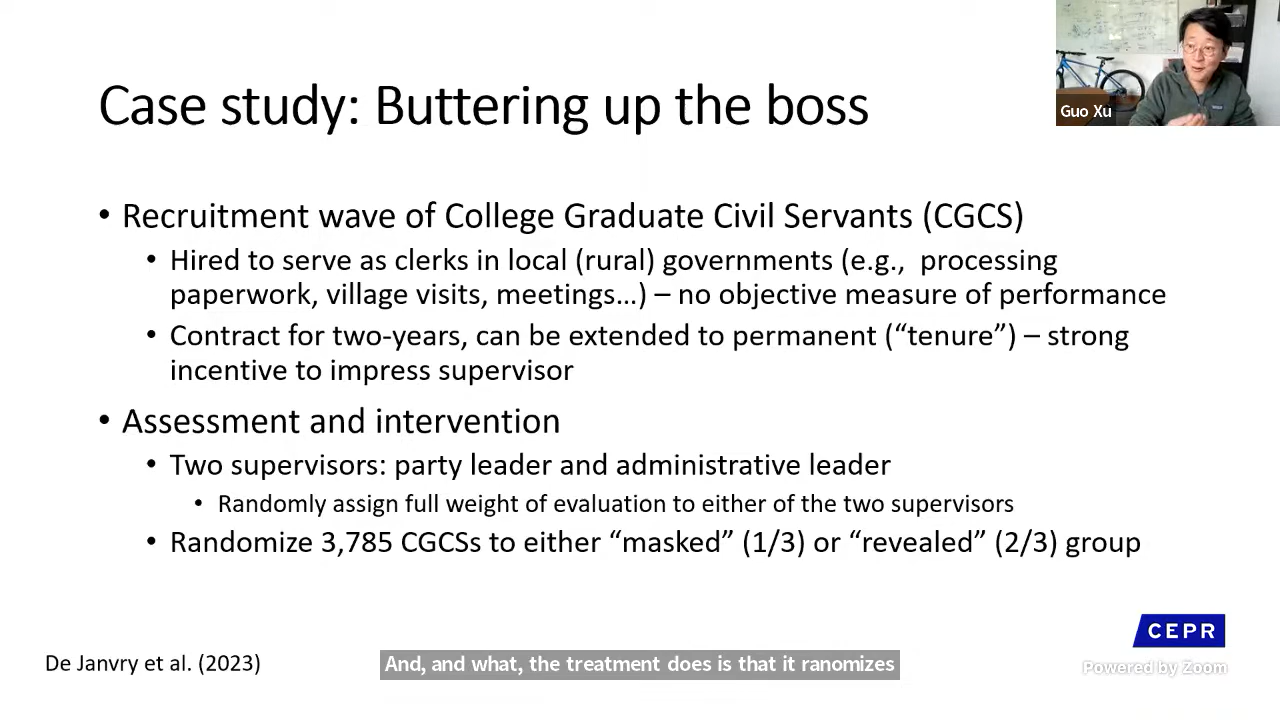 Case study: Buttering up the boss
Guo Xu
• Recruitment wave of College Graduate Civil Servants (CGCS)
• Hired to serve as clerks in local (rural) governments (e.g., processing
paperwork, village visits, meetings…) – no objective measure of performance
• Contract for two-years, can be extended to permanent (“tenure”) – strong
incentive to impress supervisor
• Assessment and intervention
• Two supervisors: party leader and administrative leader
• Randomly assign full weight of evaluation to either of the two supervisors
• Randomize 3,785 CGCSs to either “masked” (1/3) or “revealed” (2/3) group
CEPR
De Janvry et al. (2023)
And, and what, the treatment does is that it ranomizes
Powered by Zoom